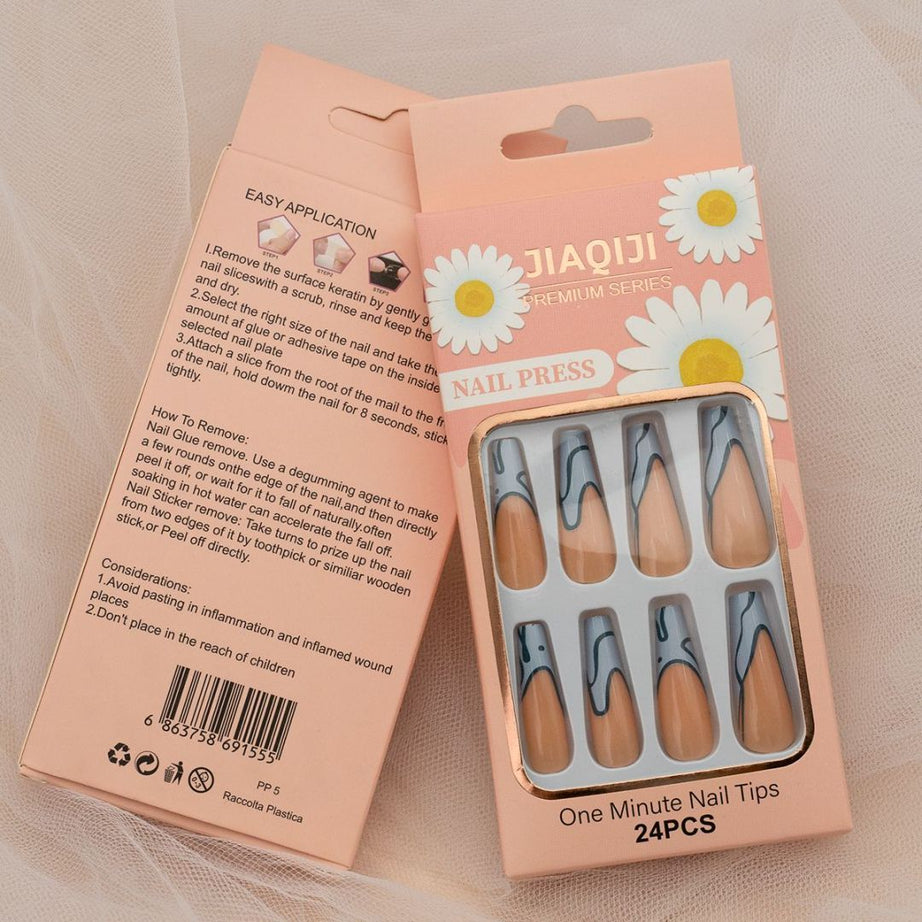 EASY APPLICATION
STEP1
STEP2
STEP3
I.Remove the surface keratin by gently g
nail sliceswith a scrub, rinse and keep the
and dry.
2.Select the right size of the nail and take the
amount af glue or adhesive tape on the inside
selected nail plate
3.Attach a slice from the root of the mail to the fr
of the nail, hold dowm the nail for 8 seconds, stick
tightly.
How To Remove:
Nail Glue remove. Use a degumming agent to make
a few rounds onthe edge of the nail,and then directly
peel it off, or wait for it to fall of naturally.often
soaking in hot water can accelerate the fall off.
Nail Sticker remove: Take turns to prize up the nail
from two edges of it by toothpick or similiar wooden
stick,or Peel off directly.
Considerations:
1.Avoid pasting in inflammation and inflamed wound
places
2.Don't place in the reach of children
6 863758 691555
0-3
PP 5
Raccolta Plastica
JIAQIJI
PREMIUM SERIES
NAIL PRESS
One Minute Nail Tips
24PCS